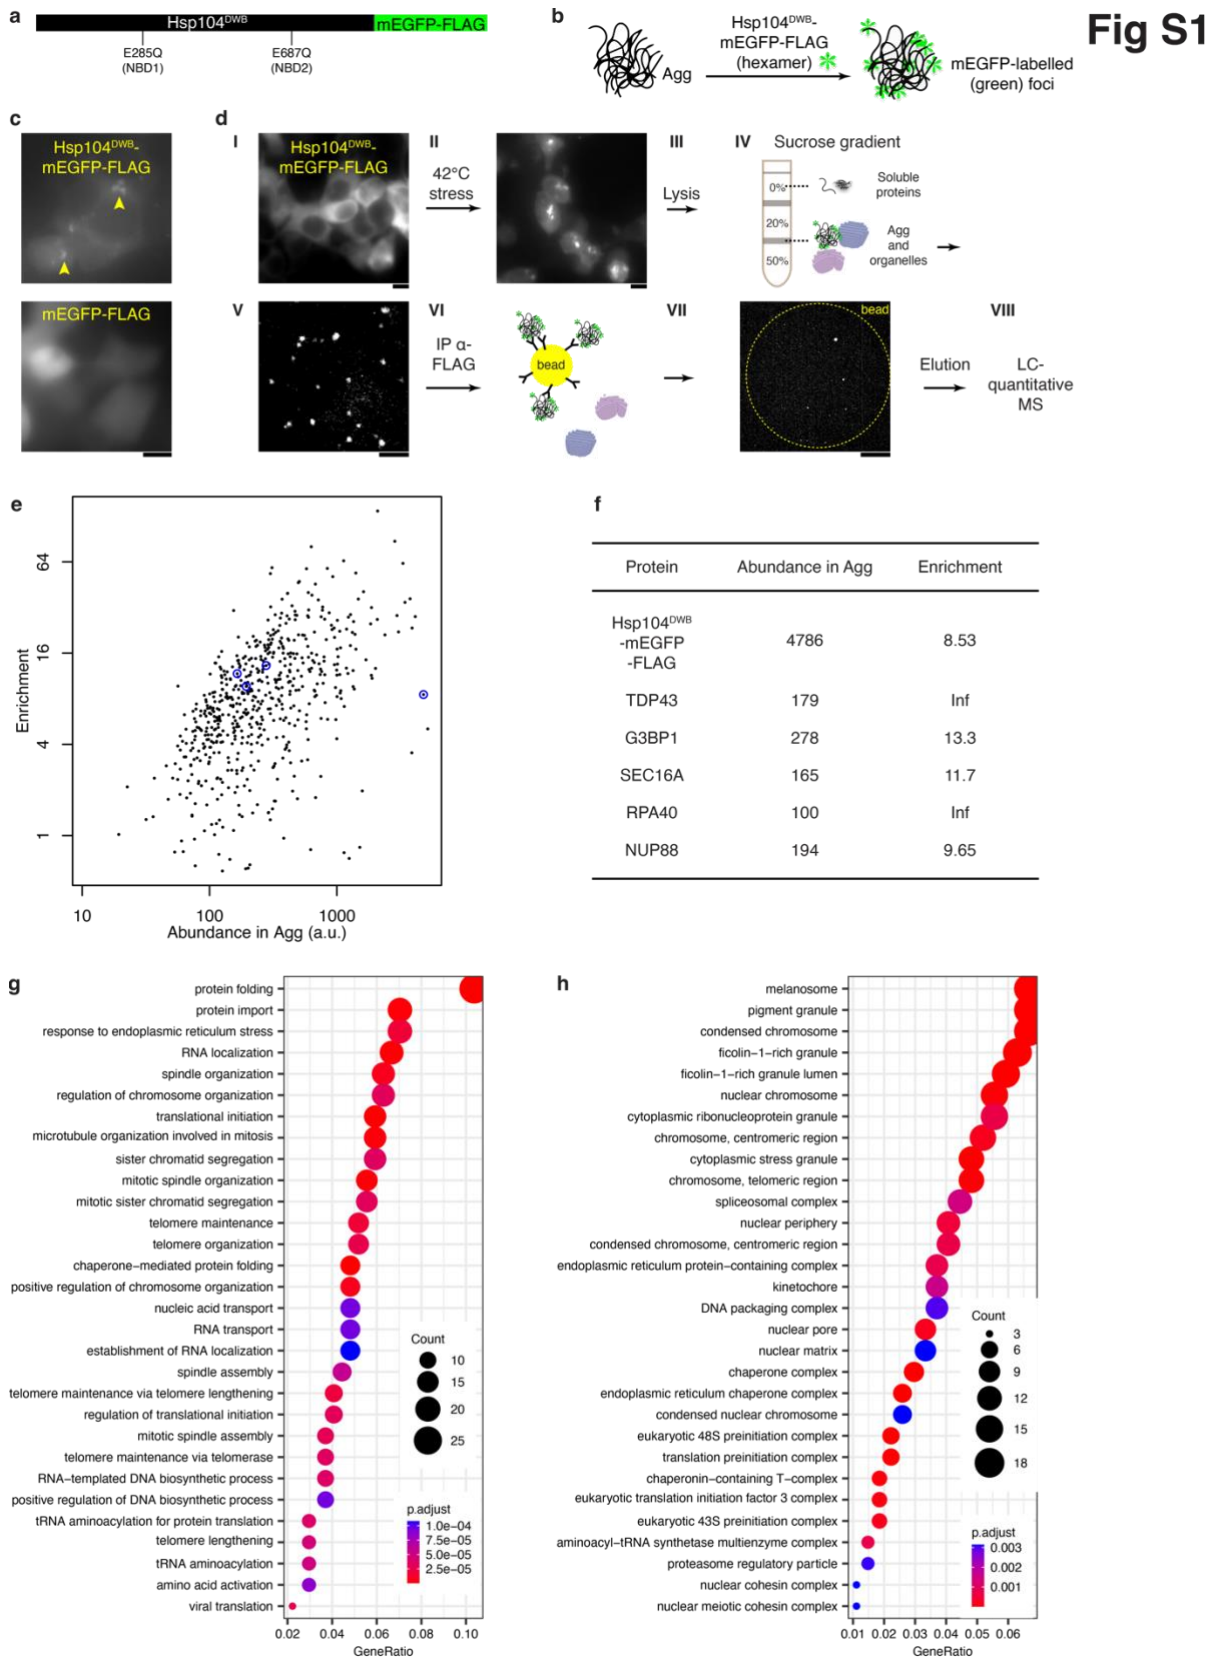 Fig S1
a
Hsp104DWB
mEGFP-FLAG
E285Q
(NBD1)
E687Q
(NBD2)
b
Agg
Hsp104DWB-
mEGFP-FLAG
(hexamer)
mEGFP-labelled
(green) foci
c
Hsp104DWB-
mEGFP-FLAG
mEGFP-FLAG
d
I
Hsp104DWB-
mEGFP-FLAG
II
42°C
stress
III
Lysis
IV
Sucrose gradient
0%
20%
50%
Soluble
proteins
Agg
and
organelles
V
VI
IP α-
FLAG
bead
VII
bead
Elution
VIII
LC-
quantitative
MS
e
Enrichment
64
16
4
1
10
100
1000
Abundance in Agg (a.u.)
f
Protein Abundance in Agg Enrichment
Hsp104DWB
-mEGFP
-FLAG
4786 8.53
TDP43 179 Inf
G3BP1 278 13.3
SEC16A 165 11.7
RPA40 100 Inf
NUP88 194 9.65
g
protein folding
protein import
response to endoplasmic reticulum stress
RNA localization
spindle organization
regulation of chromosome organization
translational initiation
microtubule organization involved in mitosis
sister chromatid segregation
mitotic spindle organization
mitotic sister chromatid segregation
telomere maintenance
telomere organization
chaperone-mediated protein folding
positive regulation of chromosome organization
nucleic acid transport
RNA transport
establishment of RNA localization
spindle assembly
telomere maintenance via telomere lengthening
regulation of translational initiation
mitotic spindle assembly
telomere maintenance via telomerase
RNA-templated DNA biosynthetic process
positive regulation of DNA biosynthetic process
tRNA aminoacylation for protein translation
telomere lengthening
tRNA aminoacylation
amino acid activation
viral translation
Count
10
15
20
25
p.adjust
1.0e-04
7.5e-05
5.0e-05
2.5e-05
0.02 0.04 0.06 0.08 0.10
GeneRatio
h
melanosome
pigment granule
condensed chromosome
ficolin-1-rich granule
ficolin-1-rich granule lumen
nuclear chromosome
cytoplasmic ribonucleoprotein granule
chromosome, centromeric region
cytoplasmic stress granule
chromosome, telomeric region
spliceosomal complex
nuclear periphery
condensed chromosome, centromeric region
endoplasmic reticulum protein-containing complex
kinetochore
DNA packaging complex
nuclear pore
nuclear matrix
chaperone complex
endoplasmic reticulum chaperone complex
condensed nuclear chromosome
eukaryotic 48S preinitiation complex
translation preinitiation complex
chaperonin-containing T-complex
eukaryotic translation initiation factor 3 complex
eukaryotic 43S preinitiation complex
aminoacyl-tRNA synthetase multienzyme complex
proteasome regulatory particle
nuclear cohesin complex
nuclear meiotic cohesin complex
Count
3
6
9
12
15
18
p.adjust
0.003
0.002
0.001
0.01 0.02 0.03 0.04 0.05 0.06
GeneRatio